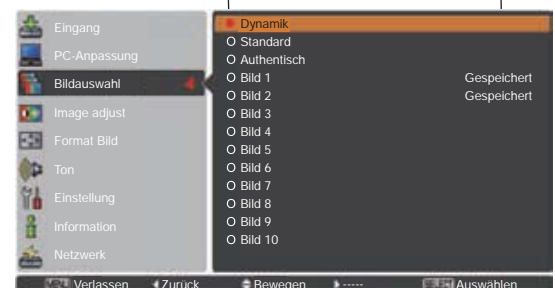 Eingang
PC-Anpassung
Bildauswahl
Image adjust
Format Bild
Ton
Einstellung
Information
Netzwerk
Dynamik
O Standard
O Authentisch
O Bild 1 Gespeichert
O Bild 2 Gespeichert
O Bild 3
O Bild 4
O Bild 5
O Bild 6
O Bild 7
O Bild 8
O Bild 9
O Bild 10
MENU Verlassen Zurück Bewegen ----- Auswählen